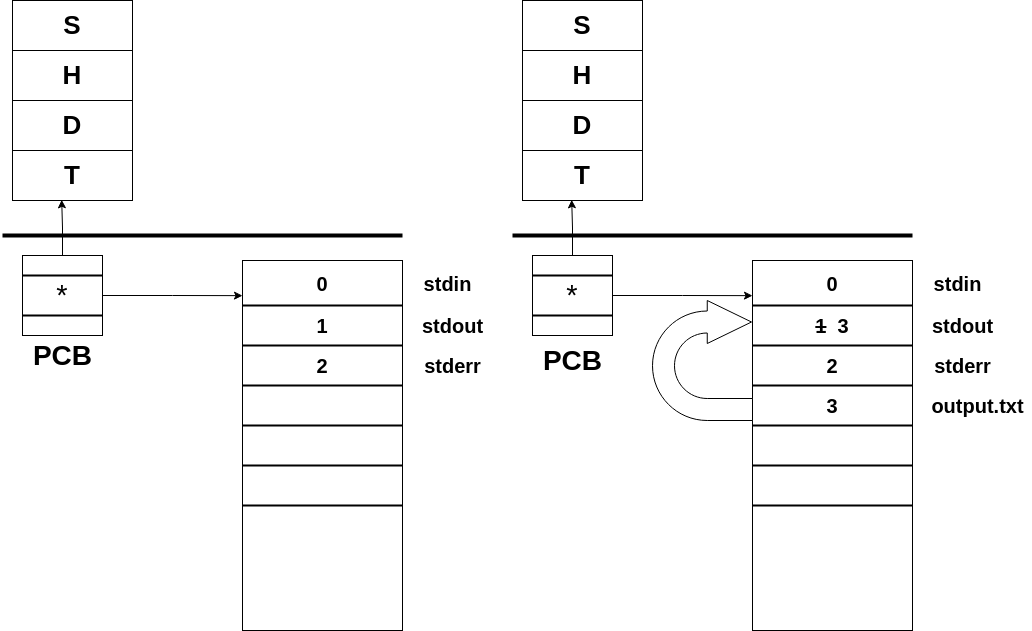 S
H
D
T
*
PCB
0 stdin
1 stdout
2 stderr
S
H
D
T
*
PCB
0 stdin
1 3 stdout
2 stderr
3 output.txt